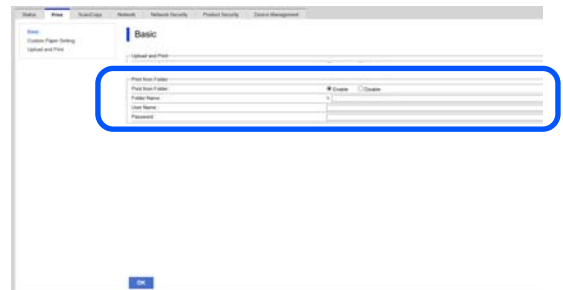 Status Print Scan/Copy Network Network Security Product Security Device Management
Basic
Custom Paper Setting
Upload and Print
Basic
Upload and Print
Print from Folder
Print from Folder : Enable Disable
Folder Name :
User Name :
Password :
OK